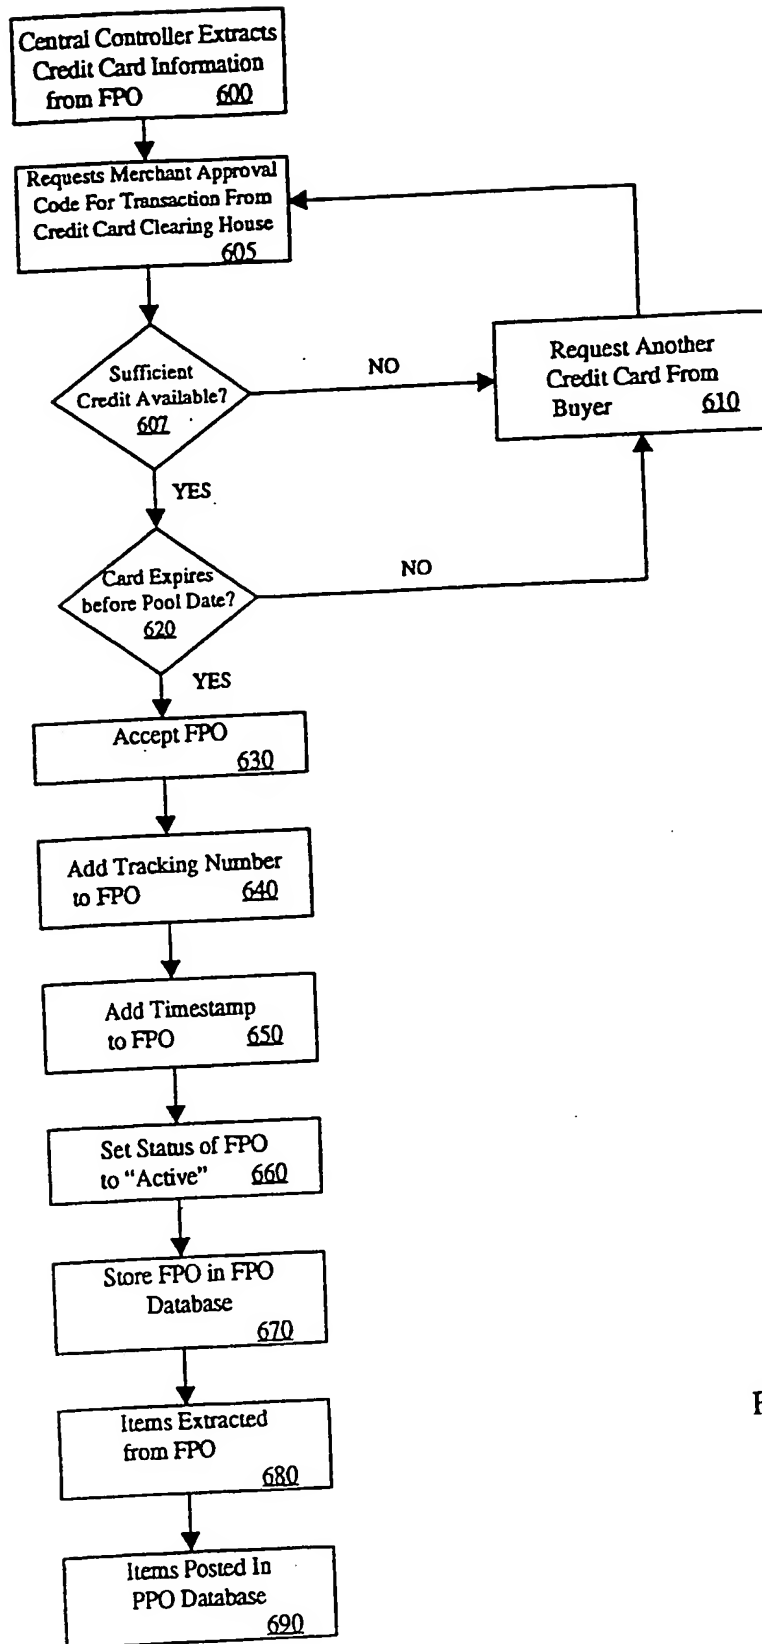 Central Controller Extracts
Credit Card Information
from FPO 600
Requests Merchant Approval
Code For Transaction From
Credit Card Clearing House
605
Sufficient
Credit Available?
607
NO
Request Another
Credit Card From
Buyer 610
YES
Card Expires
before Pool Date?
620
NO
YES
Accept FPO
630
Add Tracking Number
to FPO 640
Add Timestamp
to FPO 650
Set Status of FPO
to “Active” 660
Store FPO in FPO
Database
670
Items Extracted
from FPO
680
Items Posted In
PPO Database
690